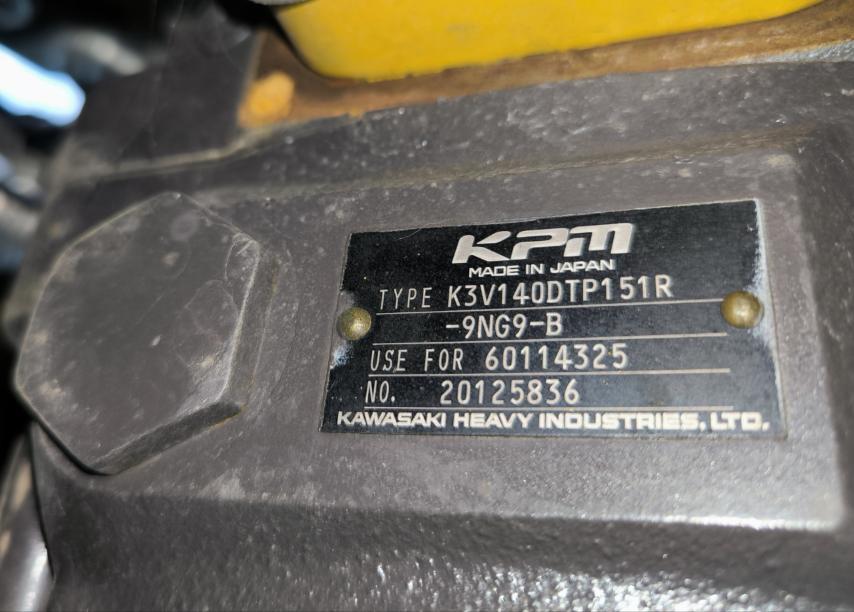 KPM
MADE IN JAPAN
TYPE K3V140DTP151R
-9NG9-B
USE FOR 60114325
NO. 20125836
KAWASAKI HEAVY INDUSTRIES, LTD.